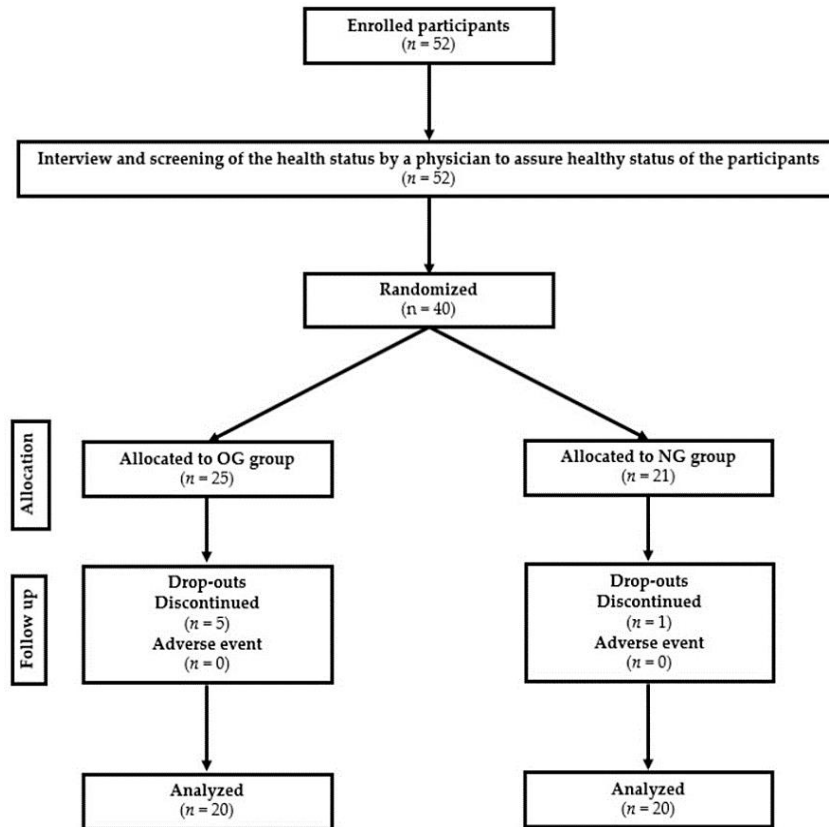 Enrolled participants
(n = 52)
Interview and screening of the health status by a physician to assure healthy status of the participants
(n = 52)
Randomized
(n = 40)
Allocation
Allocated to OG group
(n = 25)
Allocated to NG group
(n = 21)
Follow up
Drop-outs
Discontinued
(n = 5)
Adverse event
(n = 0)
Drop-outs
Discontinued
(n = 1)
Adverse event
(n = 0)
Analyzed
(n = 20)
Analyzed
(n = 20)